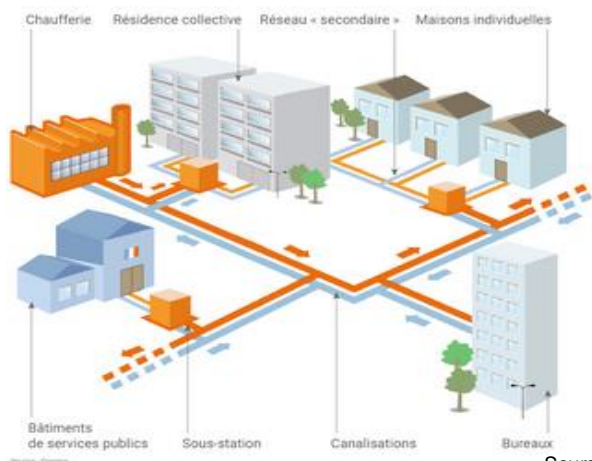 Chaufferie Résidence collective Réseau « secondaire » Maisons individuelles
Bâtiments
de services publics Sous-station Canalisations Bureaux